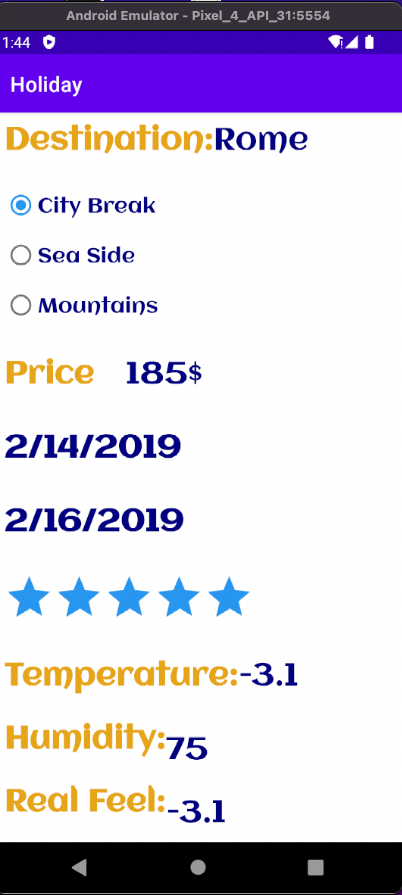 Android Emulator - Pixel_4_API_31:5554
1:44
Holiday
Destination:Rome
City Break
Sea Side
Mountains
Price 185$
2/14/2019
2/16/2019
Temperature:-3.1
Humidity:75
Real Feel:-3.1